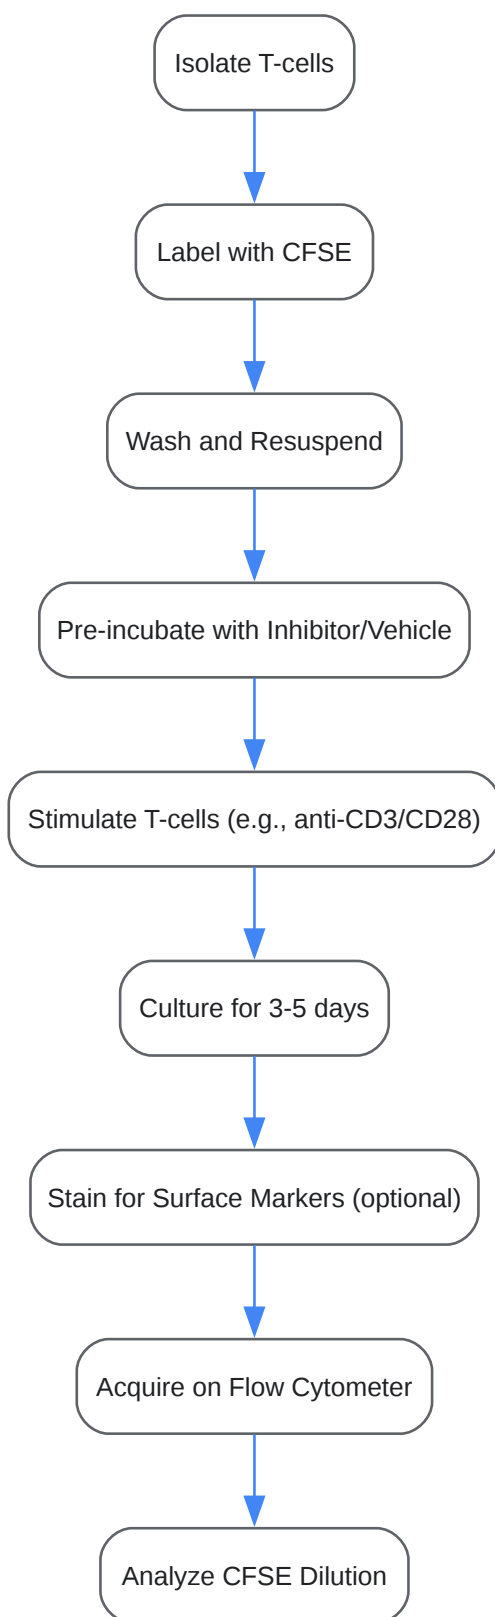 Isolate T-cells
Label with CFSE
Wash and Resuspend
Pre-incubate with Inhibitor/Vehicle
Stimulate T-cells (e.g., anti-CD3/CD28)
Culture for 3-5 days
Stain for Surface Markers (optional)
Acquire on Flow Cytometer
Analyze CFSE Dilution